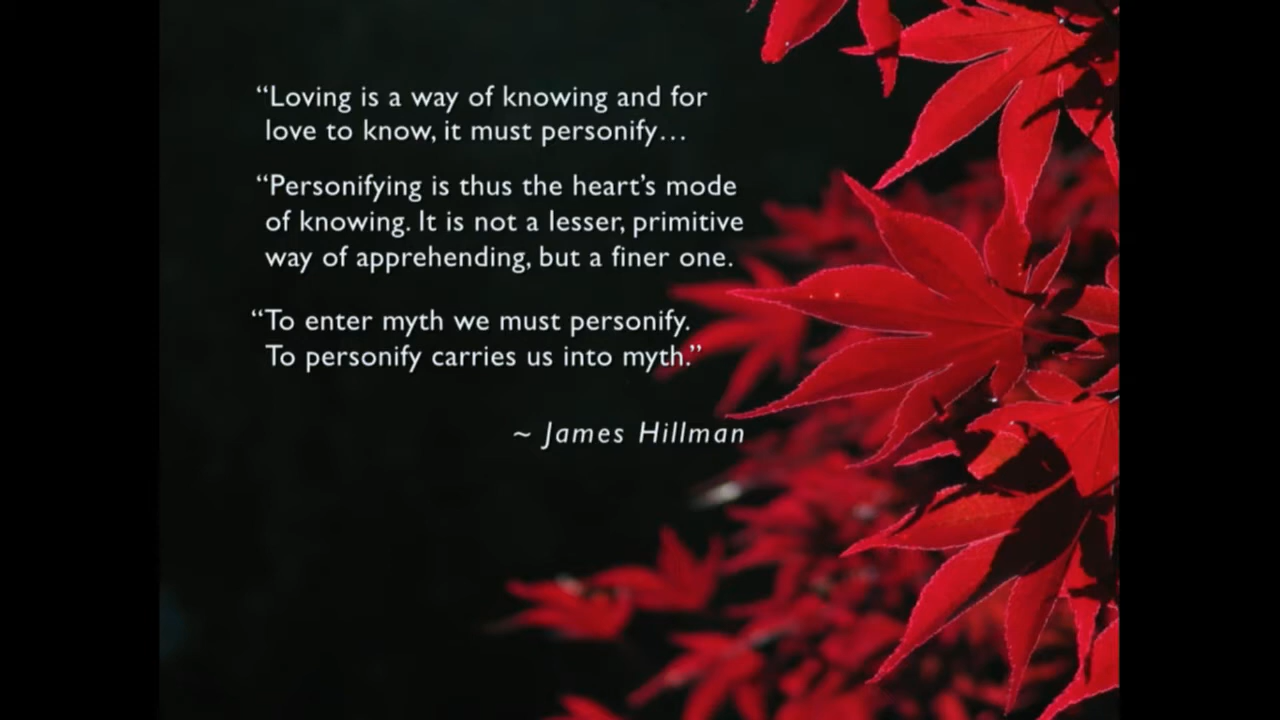 “Loving is a way of knowing and for
love to know, it must personify…
“Personifying is thus the heart’s mode
of knowing. It is not a lesser, primitive
way of apprehending, but a finer one.
“To enter myth we must personify.
To personify carries us into myth.”
~ James Hillman